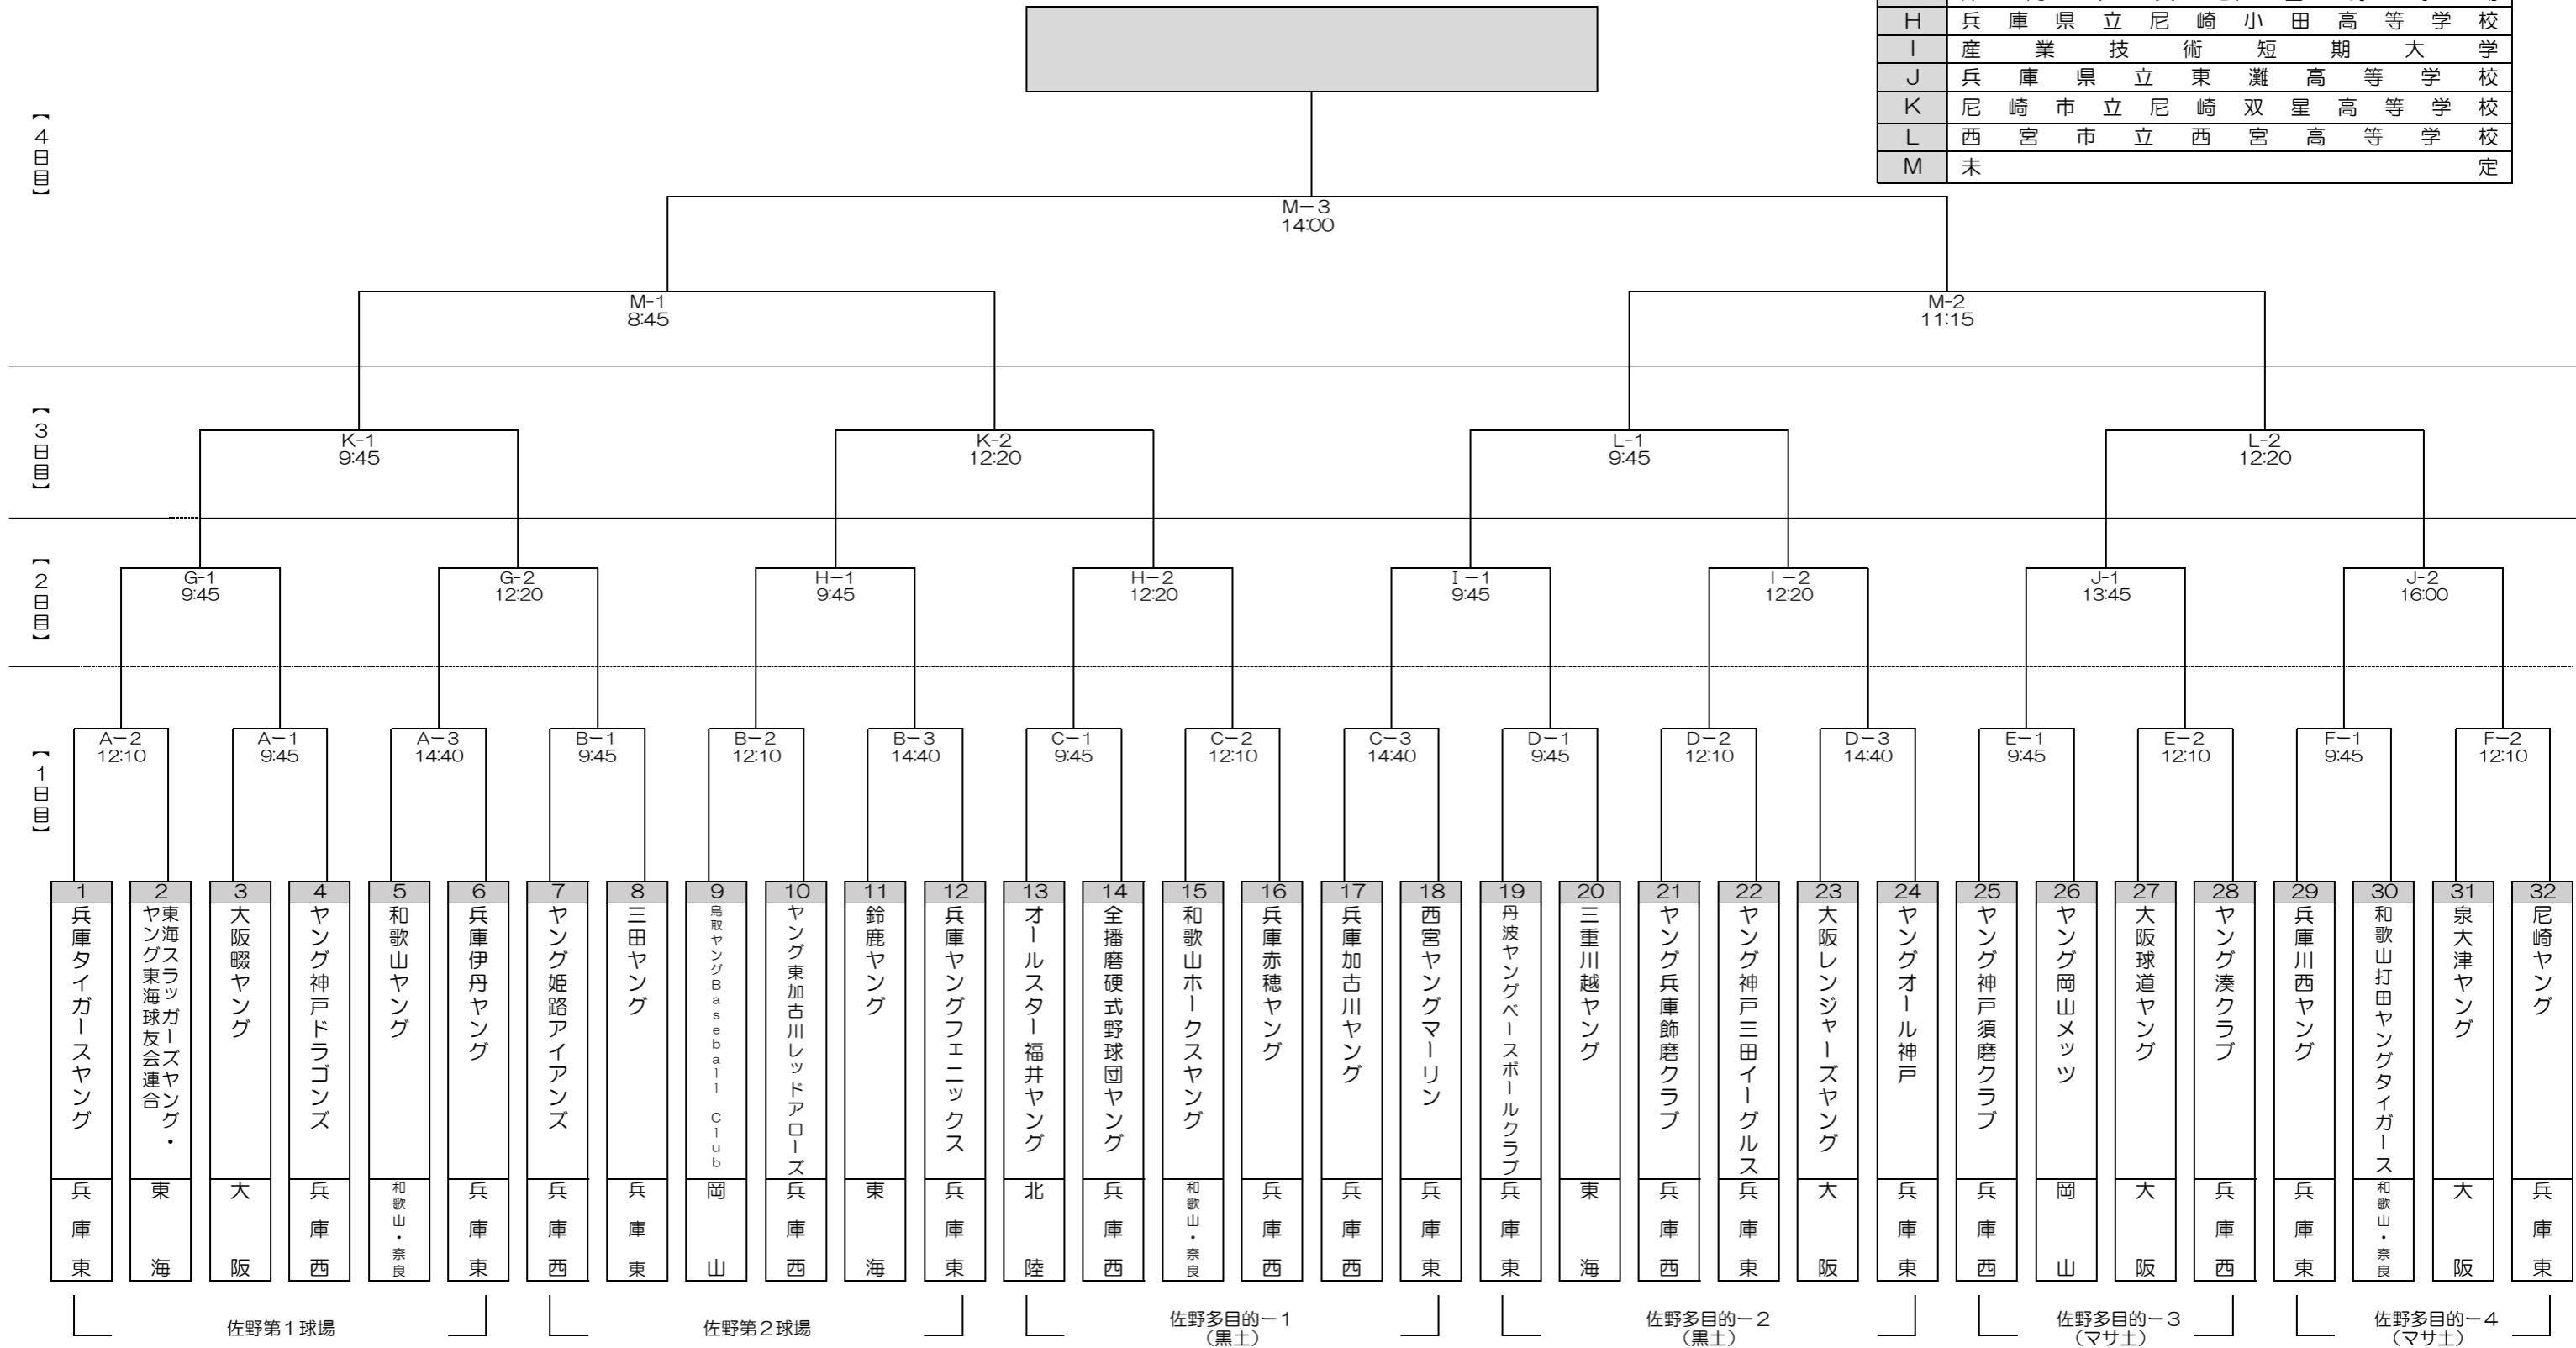 H 兵庫県立尼崎小田高等学校
I 産業技術短期大学
J 兵庫県立東灘高等学校
K 尼崎市立尼崎双星高等学校
L 西宮市立西宮高等学校
M 未定
【4日目】
M－3
14:00
M-1
8:45
M-2
11:15
【3日目】
K-1
9:45
K-2
12:20
L-1
9:45
L-2
12:20
【2日目】
G-1
9:45
G-2
12:20
H－1
9:45
H－2
12:20
I－1
9:45
I－2
12:20
J-1
13:45
J-2
16:00
【1日目】
A－2
12:10
A－1
9:45
A－3
14:40
B－1
9:45
B－2
12:10
B－3
14:40
C－1
9:45
C－2
12:10
C－3
14:40
D－1
9:45
D－2
12:10
D－3
14:40
E－1
9:45
E－2
12:10
F－1
9:45
F－2
12:10
1
兵庫タイガースヤング
兵庫東
2
東海スラッガーズヤング・
ヤング東海球友会連合
東海
3
大阪畷ヤング
大阪
4
ヤング神戸ドラゴンズ
兵庫西
5
和歌山ヤング
和歌山・奈良
6
兵庫伊丹ヤング
兵庫東
7
ヤング姫路アイアンズ
兵庫西
8
三田ヤング
兵庫東
9
鳥取ヤングBaseball Club
岡山
10
ヤング東加古川レッドアローズ
兵庫西
11
鈴鹿ヤング
東海
12
兵庫ヤングフェニックス
兵庫東
13
オールスター福井ヤング
北陸
14
全播磨硬式野球団ヤング
兵庫西
15
和歌山ホークスヤング
和歌山・奈良
16
兵庫赤穂ヤング
兵庫西
17
兵庫加古川ヤング
兵庫西
18
西宮ヤングマーリン
兵庫東
19
丹波ヤングベースボールクラブ
兵庫東
20
三重川越ヤング
東海
21
ヤング兵庫飾磨クラブ
兵庫西
22
ヤング神戸三田イーグルス
兵庫東
23
大阪レンジャーズヤング
大阪
24
ヤングオール神戸
兵庫東
25
ヤング神戸須磨クラブ
兵庫西
26
ヤング岡山メッツ
岡山
27
大阪球道ヤング
大阪
28
ヤング湊クラブ
兵庫西
29
兵庫川西ヤング
兵庫東
30
和歌山打田ヤングタイガース
和歌山・奈良
31
泉大津ヤング
大阪
32
尼崎ヤング
兵庫東
佐野第1球場
佐野第2球場
佐野多目的－1
（黒土）
佐野多目的－2
（黒土）
佐野多目的－3
（マサ土）
佐野多目的－4
（マサ土）